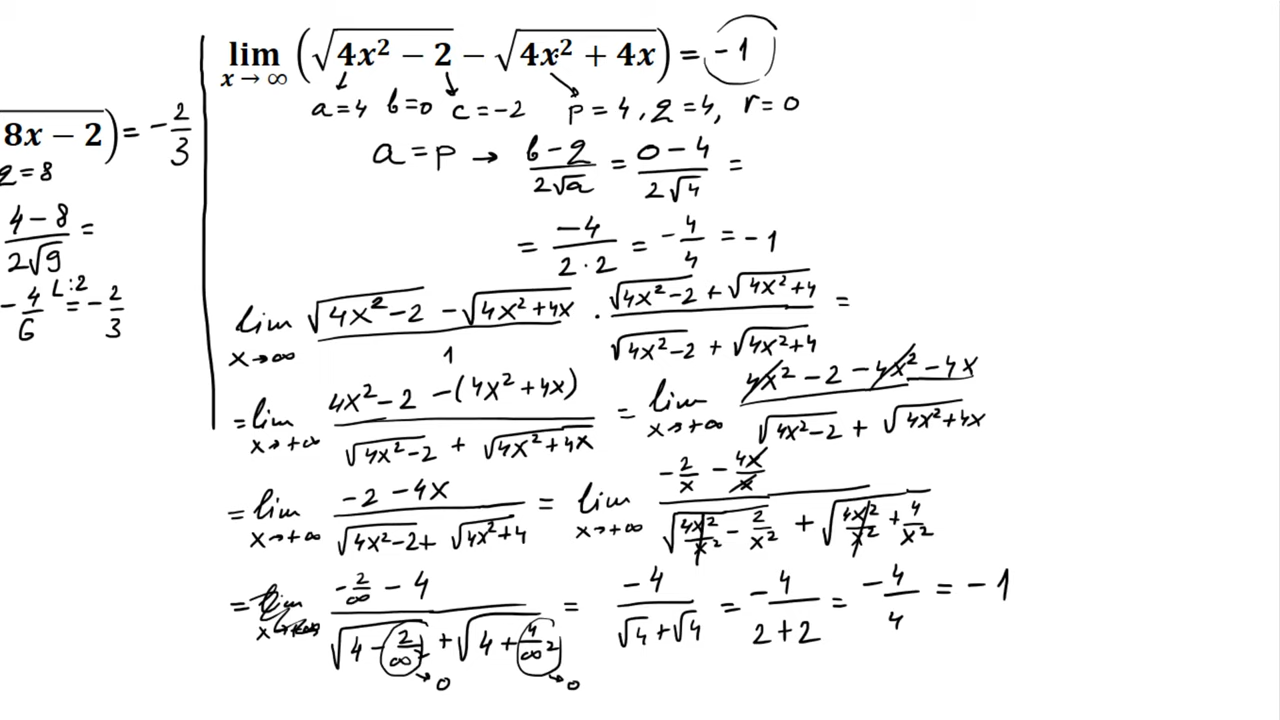 lim x→∞ (√(4x² − 2) − √(4x² + 4x)) = -1
a=4 b=0 c=-2 p=4, q=4, r=0
8x − 2) = -2/3
q=8
a=p → (b-q)/(2√a) = (0-4)/(2√4) =
(4-8)/(2√9) =
= -4/(2·2) = -4/4 = -1
-4/6 L:2 = -2/3
lim x→∞ (√(4x²-2) - √(4x²+4x))/1 · (√(4x²-2) + √(4x²+4))/(√(4x²-2) + √(4x²+4)) =
= lim x→+∞ (4x²-2-(4x²+4x))/(√(4x²-2) + √(4x²+4x)) = lim x→+∞ (4x²-2-4x²-4x)/(√(4x²-2) + √(4x²+4x))
= lim x→+∞ (-2-4x)/(√(4x²-2) + √(4x²+4)) = lim x→+∞ (-2/x - 4x/x)/(√(4x²/x² - 2/x²) + √(4x²/x² + 4/x²))
= lim x→+∞ (-2/∞ - 4)/(√(4 - 2/∞²) + √(4 + 4/∞²)) = -4/(√4+√4) = -4/(2+2) = -4/4 = -1
→0 →0